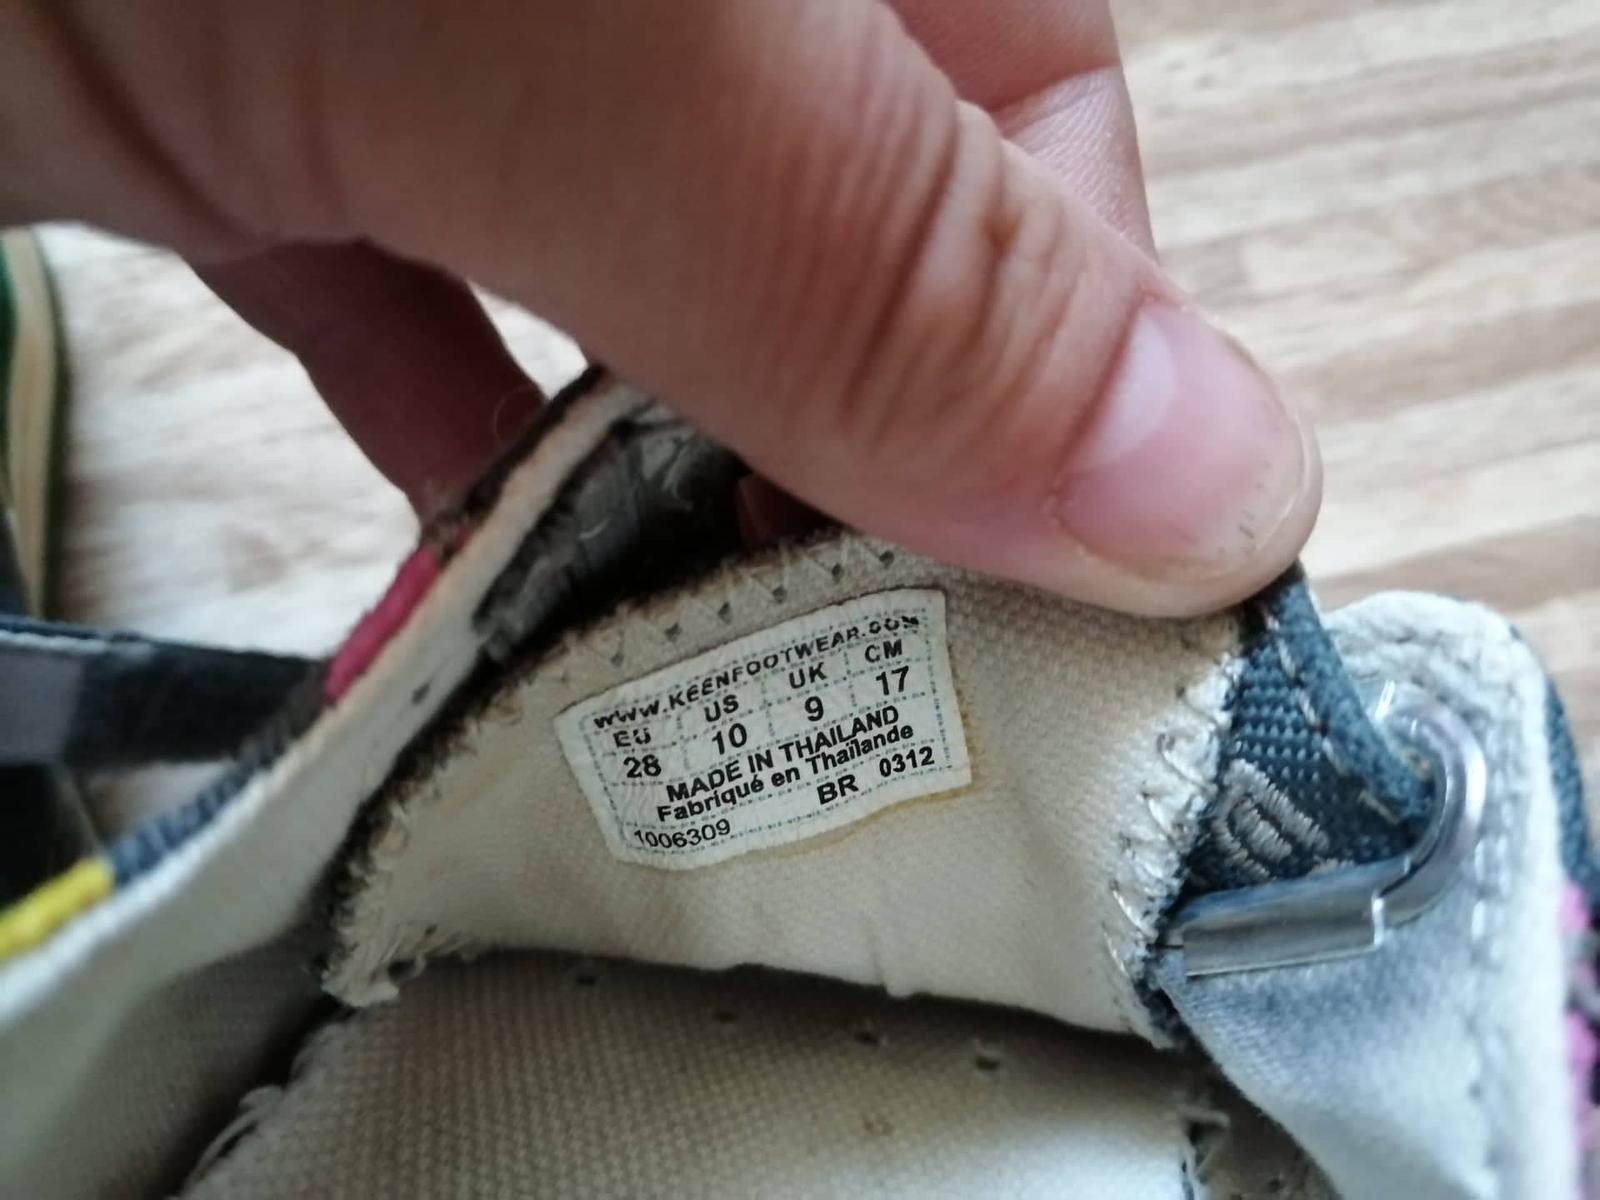 WWW.KEENFOOTWEAR.COM
EU US UK CM
28 10 9 17
MADE IN THAILAND
Fabriqué en Thaïlande
BR 0312
1006309